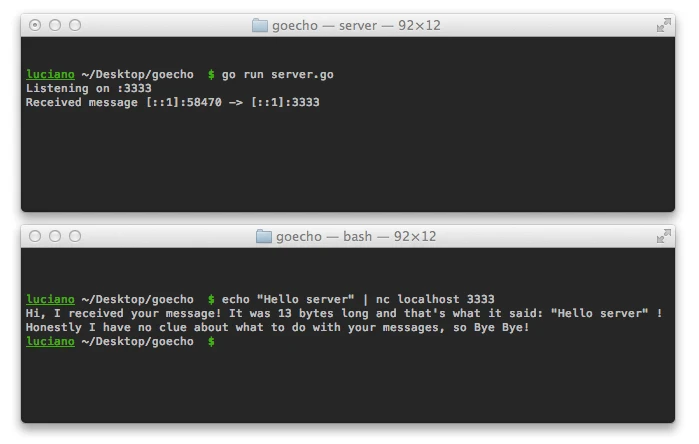 goecho — server — 92×12
luciano ~/Desktop/goecho $ go run server.go
Listening on :3333
Received message [::1]:58470 -> [::1]:3333
goecho — bash — 92×12
luciano ~/Desktop/goecho $ echo "Hello server" | nc localhost 3333
Hi, I received your message! It was 13 bytes long and that's what it said: "Hello server" !
Honestly I have no clue about what to do with your messages, so Bye Bye!
luciano ~/Desktop/goecho $